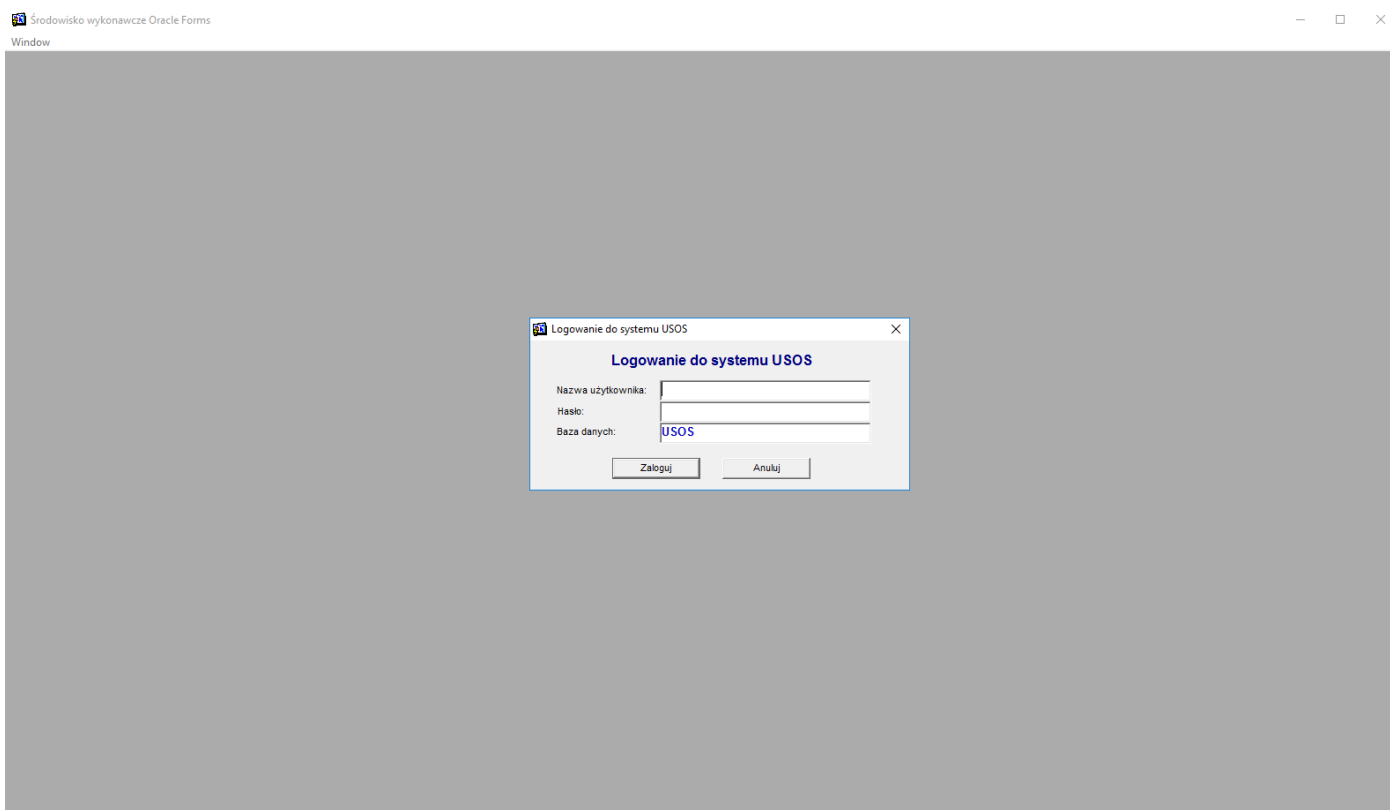 Środowisko wykonawcze Oracle Forms
Window
Logowanie do systemu USOS
Logowanie do systemu USOS
Nazwa użytkownika:
Hasło:
Baza danych: USOS
Zaloguj Anuluj